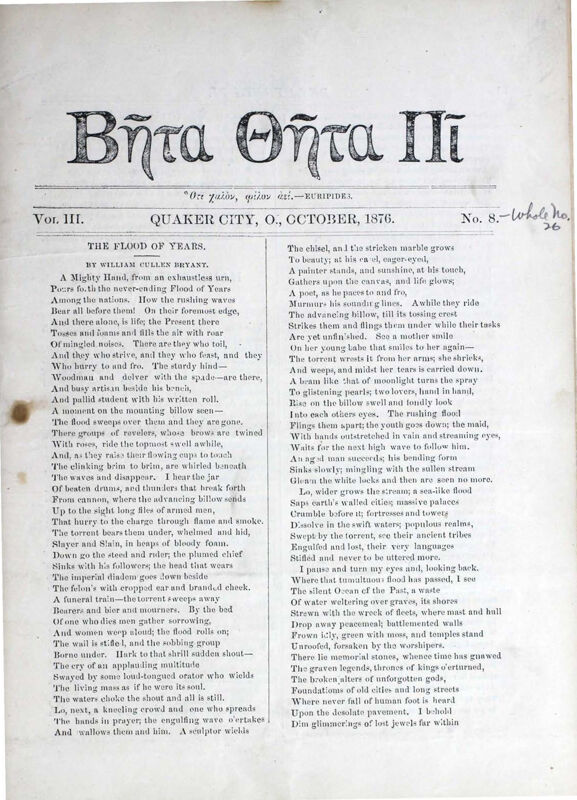 Βῆτα Θῆτα Πῖ
Ὅτι χαλὸν, φίλον ἀεί.—EURIPIDES.
VOL. III. QUAKER CITY, O., OCTOBER, 1876. No. 8.
—Whole No. 26
THE FLOOD OF YEARS.
BY WILLIAM CULLEN BRYANT.
A Mighty Hand, from an exhaustless urn,
Pours forth the never-ending Flood of Years
Among the nations. How the rushing waves
Bear all before them! On their foremost edge,
And there alone, is life; the Present there
Tosses and foams and fills the air with roar
Of mingled noises. There are they who toil,
And they who strive, and they who feast, and they
Who hurry to and fro. The sturdy hind—
Woodman and delver with the spade—are there,
And busy artisan beside his bench,
And pallid student with his written roll.
A moment on the mounting billow seen—
The flood sweeps over them and they are gone.
There groups of revelers, whose brows are twined
With roses, ride the topmost swell awhile,
And, as they raise their flowing cups to touch
The clinking brim to brim, are whirled beneath
The waves and disappear. I hear the jar
Of beaten drums, and thunders that break forth
From cannon, where the advancing billow sends
Up to the sight long files of armed men,
That hurry to the charge through flame and smoke.
The torrent bears them under, whelmed and hid,
Slayer and Slain, in heaps of bloody foam.
Down go the steed and rider; the plumed chief
Sinks with his followers; the head that wears
The imperial diadem goes down beside
The felon's with cropped ear and branded cheek.
A funeral train—the torrent sweeps away
Bearers and bier and mourners. By the bed
Of one who dies men gather sorrowing,
And women weep aloud; the flood rolls on;
The wail is stifled, and the sobbing group
Borne under. Hark to that shrill sudden shout—
The cry of an applauding multitude
Swayed by some loud-tongued orator who wields
The living mass as if he were its soul.
The waters choke the shout and all is still.
Lo, next, a kneeling crowd and one who spreads
The hands in prayer; the engulfing wave o'ertakes
And wallows them and him. A sculptor wields
The chisel, and the stricken marble grows
To beauty; at his easel, eager-eyed,
A painter stands, and sunshine, at his touch,
Gathers upon the canvas, and life glows;
A poet, as he paces to and fro,
Murmurs his sounding lines. Awhile they ride
The advancing billow, till its tossing crest
Strikes them and flings them under while their tasks
Are yet unfinished. See a mother smile
On her young babe that smiles to her again—
The torrent wrests it from her arms; she shrieks,
And weeps, and midst her tears is carried down.
A beam like that of moonlight turns the spray
To glistening pearls; two lovers, hand in hand,
Rise on the billow swell and fondly look
Into each others eyes. The rushing flood
Flings them apart; the youth goes down; the maid,
With hands outstretched in vain and streaming eyes,
Waits for the next high wave to follow him.
An aged man succeeds; his bending form
Sinks slowly; mingling with the sullen stream
Gleam the white locks and then are seen no more.
Lo, wider grows the stream; a sea-like flood
Saps earth's walled cities; massive palaces
Crumble before it; fortresses and towers
Dissolve in the swift waters; populous realms,
Swept by the torrent, see their ancient tribes
Engulfed and lost, their very languages
Stifled and never to be uttered more.
I pause and turn my eyes and, looking back,
Where that tumultuous flood has passed, I see
The silent Ocean of the Past, a waste
Of water weltering over graves, its shores
Strewn with the wreck of fleets, where mast and hull
Drop away peacemeal; battlemented walls
Frown idly, green with moss, and temples stand
Unroofed, forsaken by the worshipers.
There lie memorial stones, whence time has gnawed
The graven legends, thrones of kings o'erturned,
The broken alters of unforgotten gods,
Foundations of old cities and long streets
Where never fall of human foot is heard
Upon the desolate pavement. I behold
Dim glimmerings of lost jewels far within